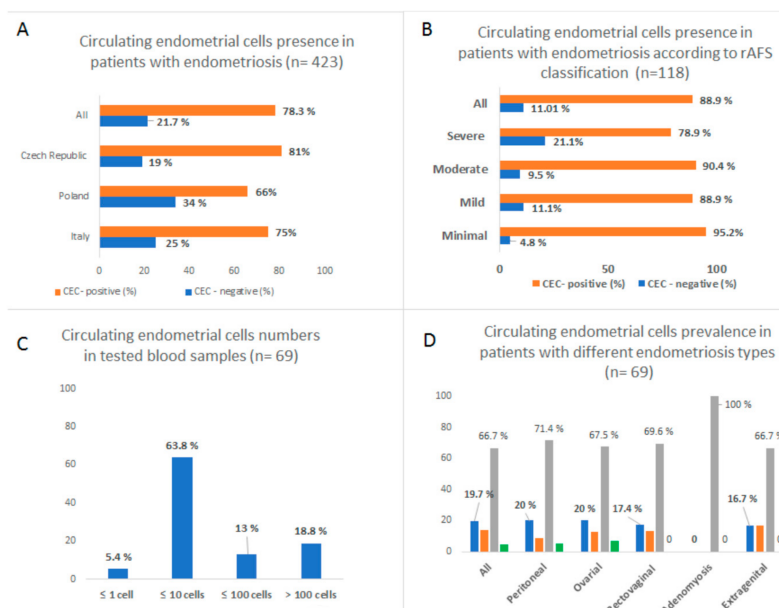 A
Circulating endometrial cells presence in
patients with endometriosis (n= 423)
All
78.3 %
21.7 %
Czech Republic
81%
19 %
Poland
66%
34 %
Italy
75%
25 %
0 20 40 60 80 100
CEC- positive (%) CEC - negative (%)
B
Circulating endometrial cells presence in
patients with endometriosis according to rAFS
classification (n=118)
All
88.9 %
11.01 %
Severe
78.9 %
21.1%
Moderate
90.4 %
9.5 %
Mild
88.9 %
11.1%
Minimal
95.2%
4.8 %
0 50 100
CEC- positive (%) CEC - negative (%)
C
Circulating endometrial cells numbers
in tested blood samples (n= 69)
100
80
60
40
20
0
5.4 %
63.8 %
13 %
18.8 %
≤ 1 cell ≤ 10 cells ≤ 100 cells > 100 cells
D
Circulating endometrial cells prevalence in
patients with different endometriosis types
(n= 69)
100
80
60
40
20
0
19.7 %
66.7 %
20 %
71.4 %
20 %
67.5 %
17.4 %
69.6 %
0
0
100 %
0
16.7 %
66.7 %
0
All
Peritoneal
Ovarial
Rectovaginal
Adenomyosis
Extragenital